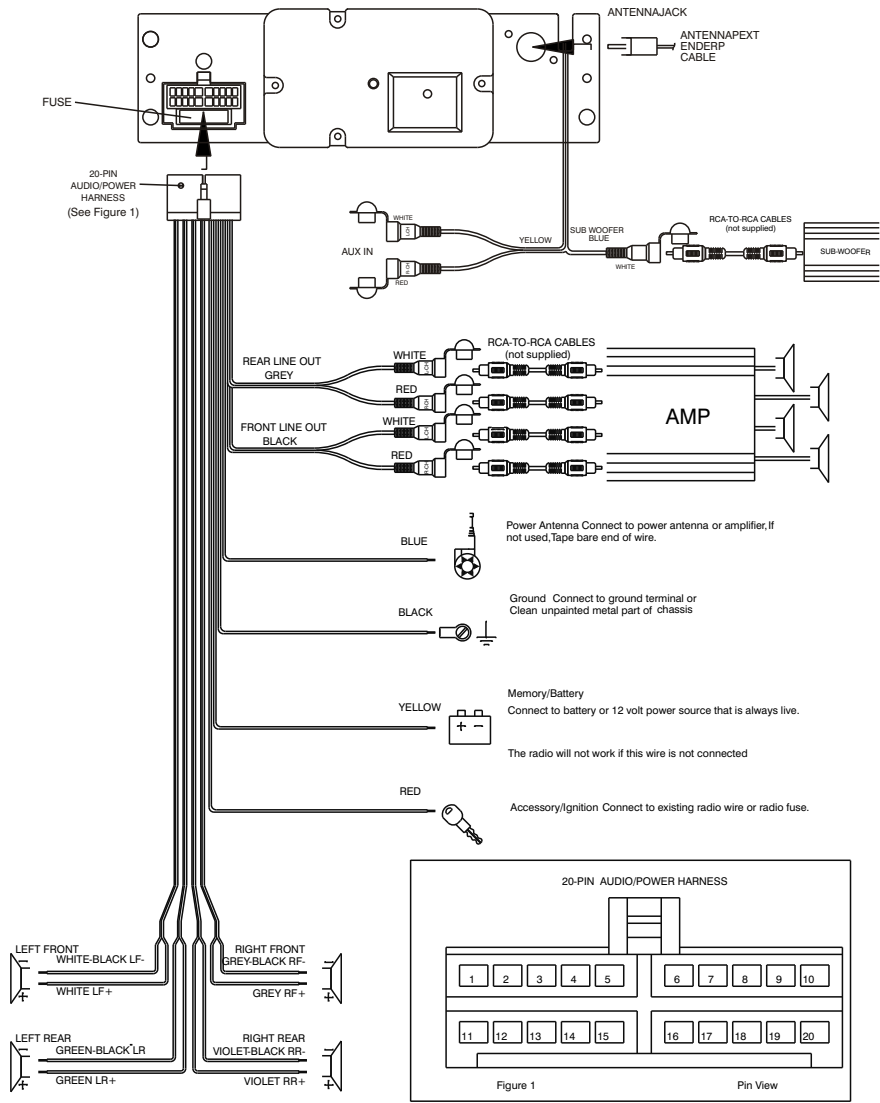 ANTENNAJACK
ANTENNAPEXT
ENDERP
CABLE
FUSE
20-PIN
AUDIO/POWER
HARNESS
(See Figure 1)
WHITE
L.CH
AUX IN
R.CH
RED
YELLOW
SUB WOOFER
BLUE
WHITE
RCA-TO-RCA CABLES
(not supplied)
SUB-WOOFER
REAR LINE OUT
GREY
WHITE
L.CH
RED
R.CH
RCA-TO-RCA CABLES
(not supplied)
FRONT LINE OUT
BLACK
WHITE
L.CH
RED
R.CH
AMP
BLUE
Power Antenna Connect to power antenna or amplifier,If
not used,Tape bare end of wire.
BLACK
Ground Connect to ground terminal or
Clean unpainted metal part of chassis
YELLOW
+ -
Memory/Battery
Connect to battery or 12 volt power source that is always live.
The radio will not work if this wire is not connected
RED
Accessory/Ignition Connect to existing radio wire or radio fuse.
LEFT FRONT
WHITE-BLACK LF-
WHITE LF+
RIGHT FRONT
GREY-BLACK RF-
GREY RF+
LEFT REAR
GREEN-BLACK LR-
GREEN LR+
RIGHT REAR
VIOLET-BLACK RR-
VIOLET RR+
20-PIN AUDIO/POWER HARNESS
1 2 3 4 5 6 7 8 9 10
11 12 13 14 15 16 17 18 19 20
Figure 1 Pin View